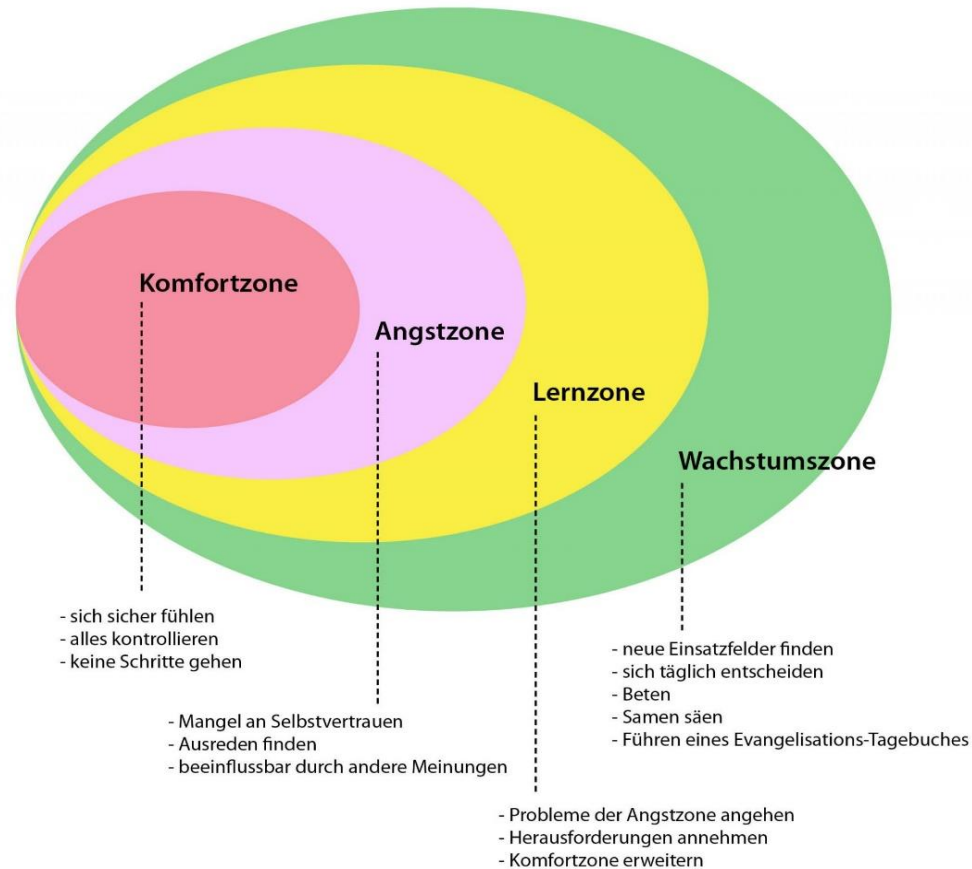 Komfortzone
Angstzone
Lernzone
Wachstumszone
- sich sicher fühlen
- alles kontrollieren
- keine Schritte gehen
- Mangel an Selbstvertrauen
- Ausreden finden
- beeinflussbar durch andere Meinungen
- Probleme der Angstzone angehen
- Herausforderungen annehmen
- Komfortzone erweitern
- neue Einsatzfelder finden
- sich täglich entscheiden
- Beten
- Samen säen
- Führen eines Evangelisations-Tagebuches